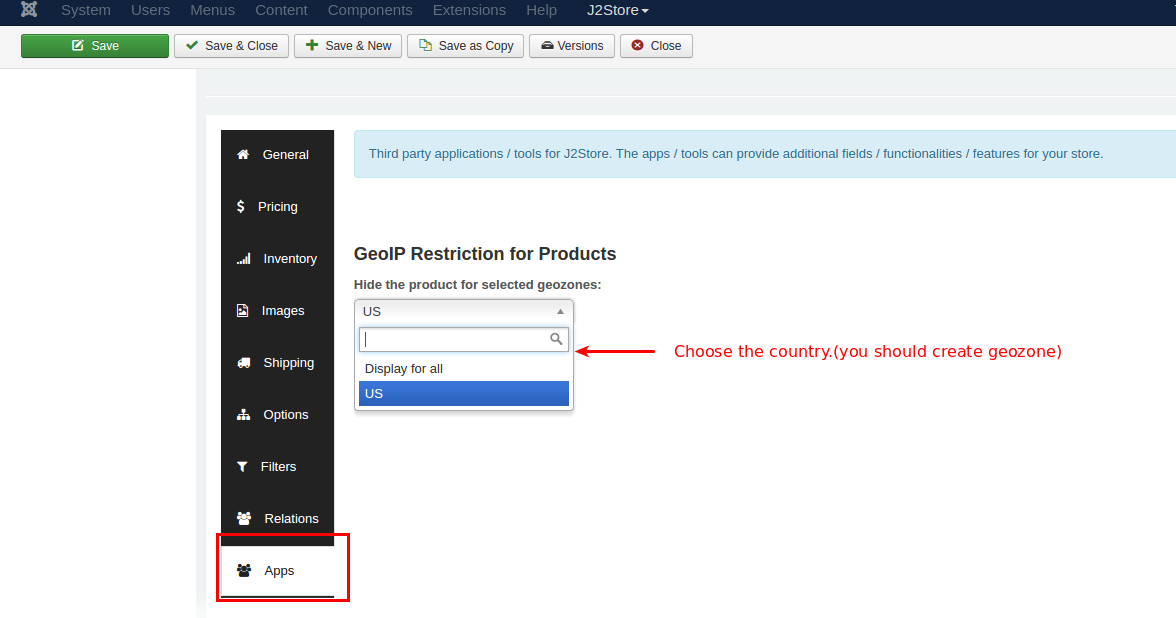 System Users Menus Content Components Extensions Help J2Store
Save Save & Close Save & New Save as Copy Versions Close
General
Third party applications / tools for J2Store. The apps / tools can provide additional fields / functionalities / features for your store.
Pricing
Inventory
GeoIP Restriction for Products
Hide the product for selected geozones:
Images
US
Choose the country.(you should create geozone)
Shipping
Display for all
US
Options
Filters
Relations
Apps